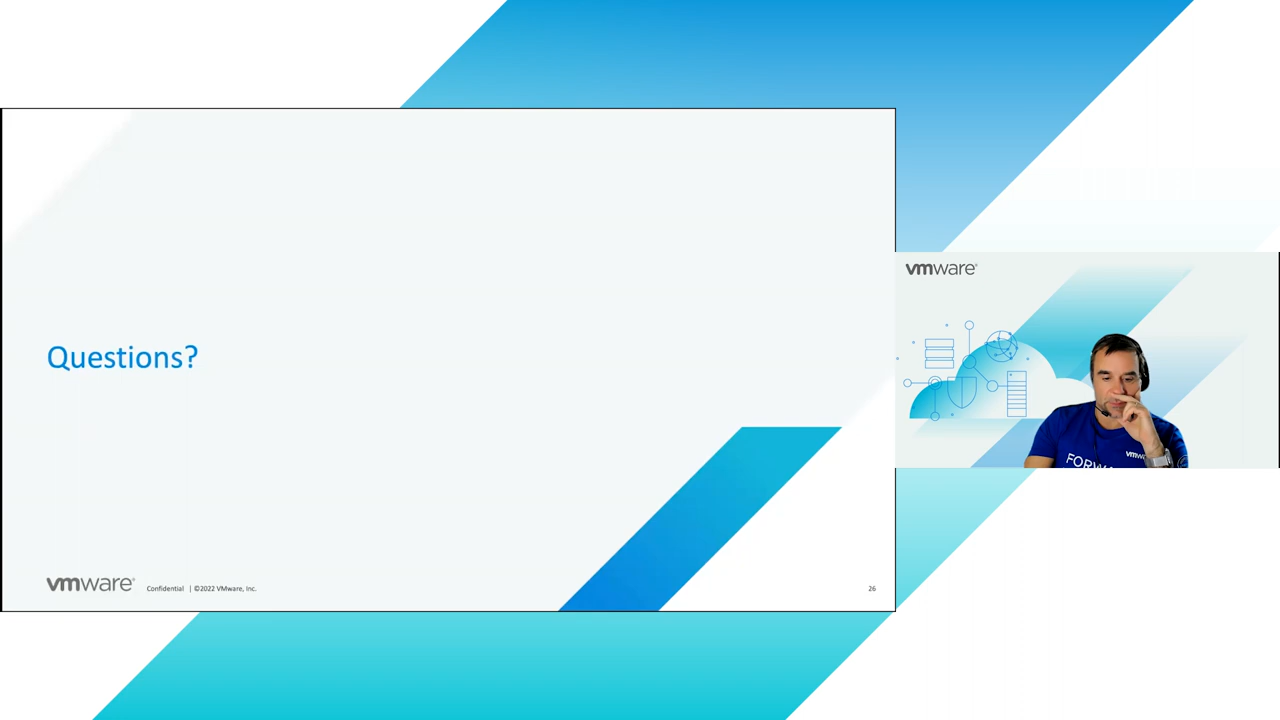 Questions?
vmware®
Confidential | ©2022 VMware, Inc.
26
vmware®